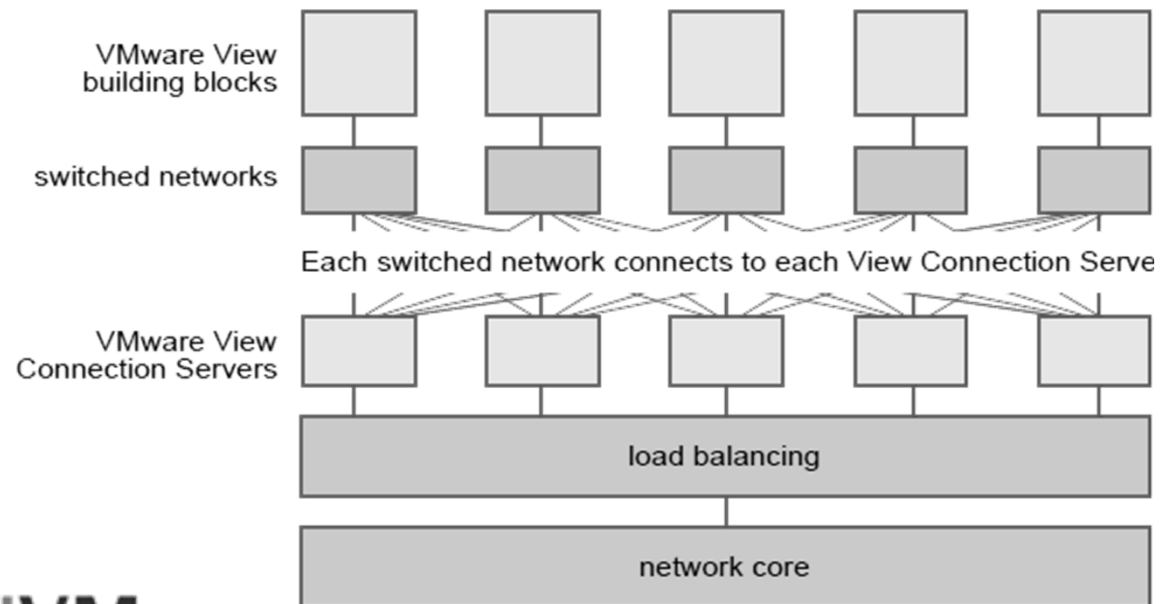 VMware View
building blocks
switched networks
Each switched network connects to each View Connection Serve
VMware View
Connection Servers
load balancing
network core